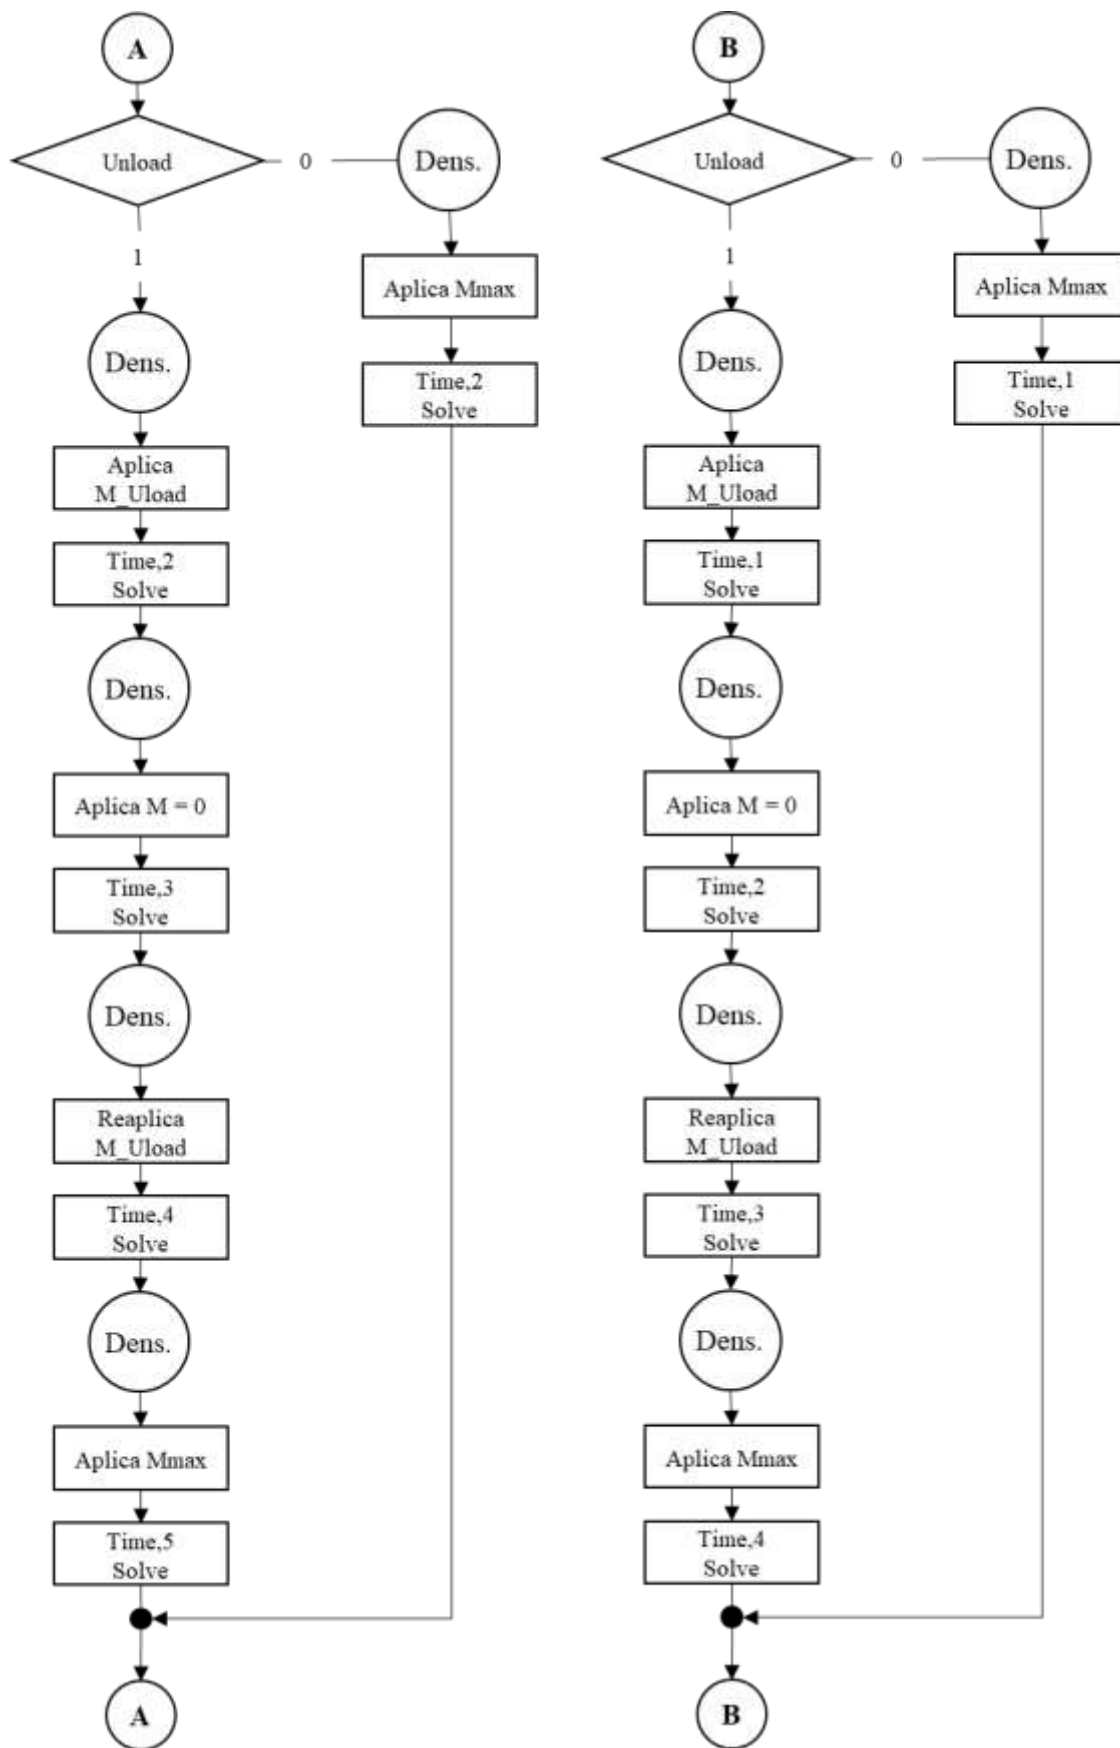 A
Unload
0
Dens.
Aplica Mmax
Time,2
Solve
1
Dens.
Aplica
M_Uload
Time,2
Solve
Dens.
Aplica M = 0
Time,3
Solve
Dens.
Reaplica
M_Uload
Time,4
Solve
Dens.
Aplica Mmax
Time,5
Solve
A
B
Unload
0
Dens.
Aplica Mmax
Time,1
Solve
1
Dens.
Aplica
M_Uload
Time,1
Solve
Dens.
Aplica M = 0
Time,2
Solve
Dens.
Reaplica
M_Uload
Time,3
Solve
Dens.
Aplica Mmax
Time,4
Solve
B